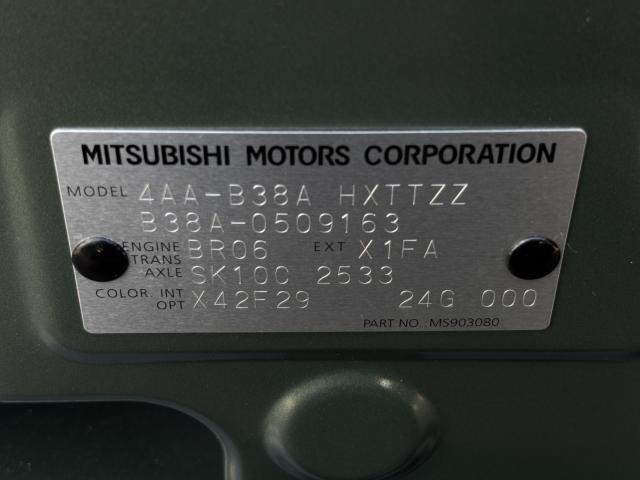 MITSUBISHI MOTORS CORPORATION
MODEL 4AA-B38A HXTTZZ
B38A-0509163
ENGINE BR06 EXT X1FA
TRANS
AXLE SK10C 2533
COLOR. INT OPT X42F29 24G 000
PART NO.: MS903080